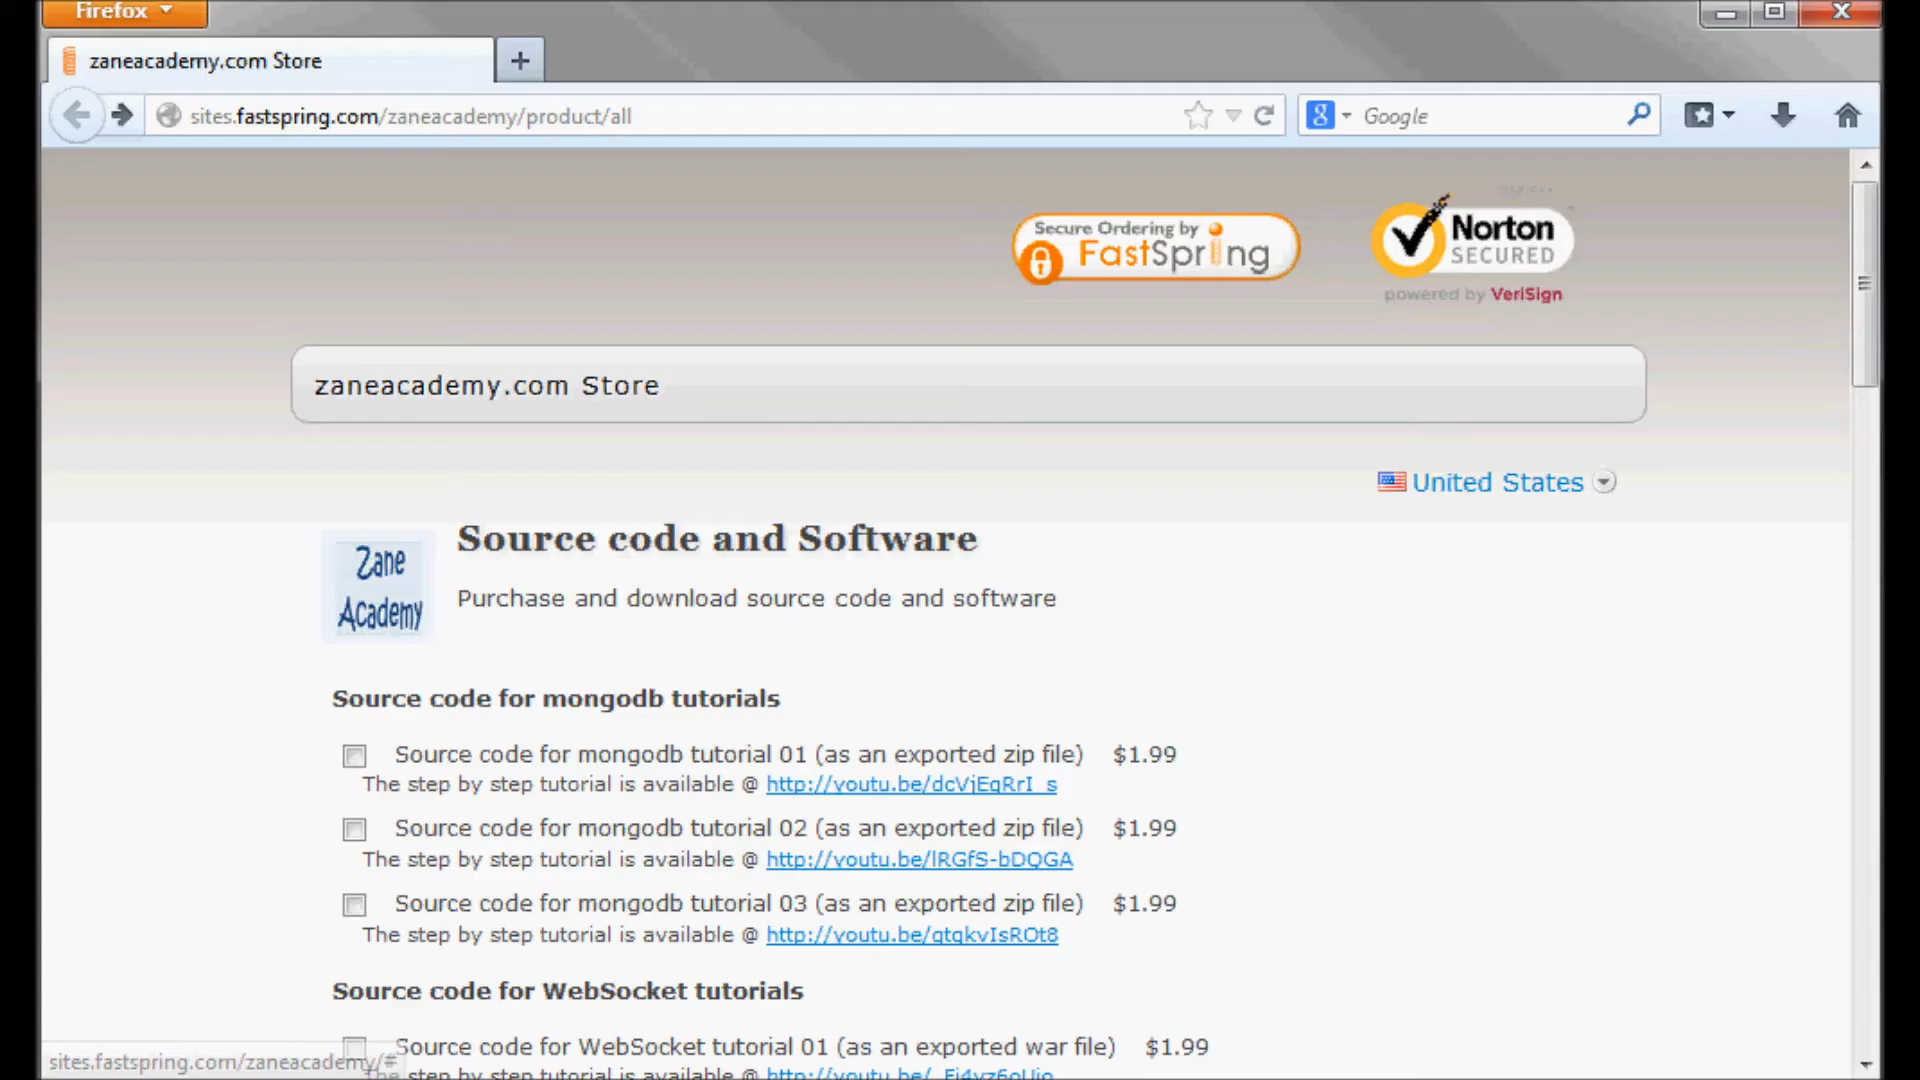 Firefox
zaneacademy.com Store
sites.fastspring.com/zaneacademy/product/all
Google
Secure Ordering by
FastSpring
Norton
SECURED
powered by VeriSign
zaneacademy.com Store
United States
Zane
Academy
Source code and Software
Purchase and download source code and software
Source code for mongodb tutorials
Source code for mongodb tutorial 01 (as an exported zip file) $1.99
The step by step tutorial is available @ http://youtu.be/dcVjEqRrI_s
Source code for mongodb tutorial 02 (as an exported zip file) $1.99
The step by step tutorial is available @ http://youtu.be/lRGfS-bDQGA
Source code for mongodb tutorial 03 (as an exported zip file) $1.99
The step by step tutorial is available @ http://youtu.be/gtgkvIsROt8
Source code for WebSocket tutorials
Source code for WebSocket tutorial 01 (as an exported war file) $1.99
sites.fastspring.com/zaneacademy/#
step by step tutorial is available @